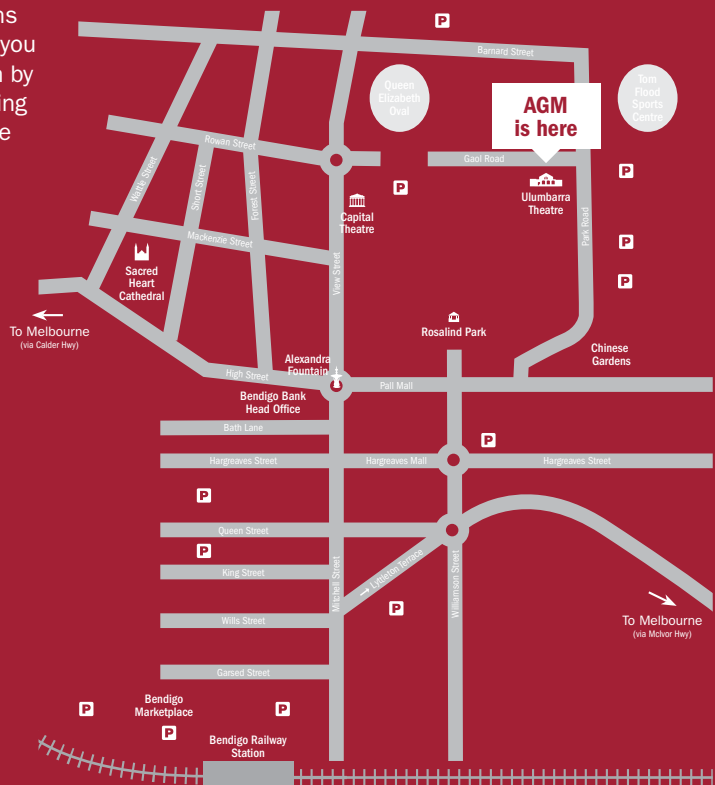 ns
you
n by
ing
e
P
Barnard Street
Queen
Elizabeth
Oval
Tom
Flood
Sports
Centre
AGM
is here
Rowan Street
Gaol Road
P
P
Wattle Street
Short Street
Forest Street
Capital
Theatre
Ulumbarra
Theatre
Park Road
Mackenzie Street
P
View Street
Sacred
Heart
Cathedral
P
To Melbourne
(via Calder Hwy)
Rosalind Park
Chinese
Gardens
Alexandra
Fountain
High Street
Pall Mall
Bendigo Bank
Head Office
Bath Lane
P
Hargreaves Street
Hargreaves Mall
Hargreaves Street
P
Queen Street
P
King Street
Mitchell Street
Lyttleton Terrace
Williamson Street
P
Wills Street
To Melbourne
(via McIvor Hwy)
Garsed Street
Bendigo
Marketplace
P
P
P
Bendigo Railway
Station